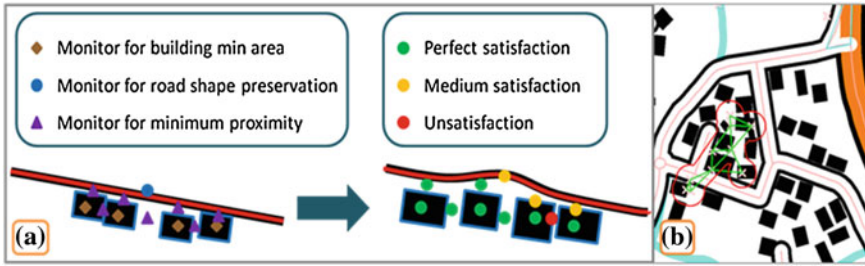 Monitor for building min area
Monitor for road shape preservation
Monitor for minimum proximity
Perfect satisfaction
Medium satisfaction
Unsatisfaction
(a)
(b)